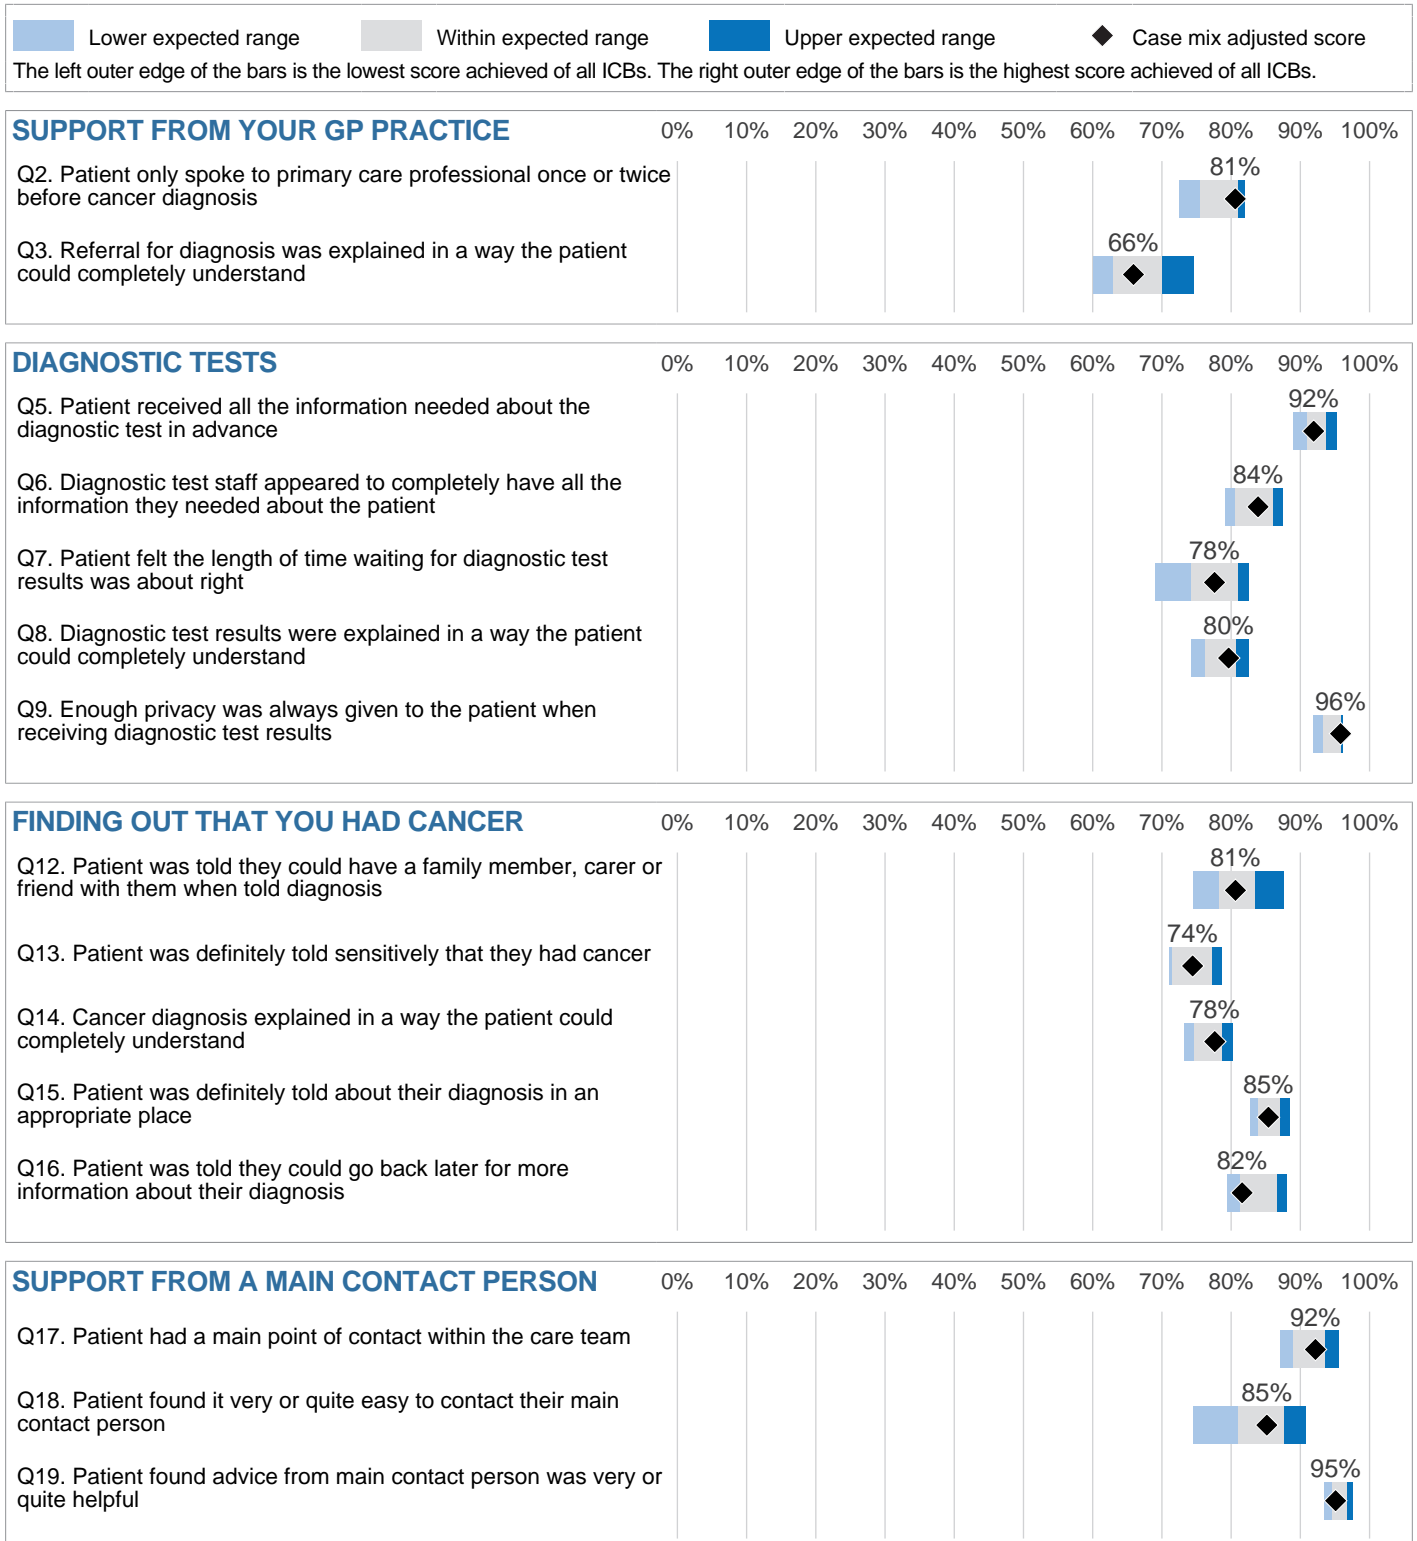 Lower expected range Within expected range Upper expected range Case mix adjusted score
The left outer edge of the bars is the lowest score achieved of all ICBs. The right outer edge of the bars is the highest score achieved of all ICBs.
SUPPORT FROM YOUR GP PRACTICE 0% 10% 20% 30% 40% 50% 60% 70% 80% 90% 100%
81%
Q2. Patient only spoke to primary care professional once or twice
before cancer diagnosis
66%
Q3. Referral for diagnosis was explained in a way the patient
could completely understand
DIAGNOSTIC TESTS 0% 10% 20% 30% 40% 50% 60% 70% 80% 90% 100%
92%
Q5. Patient received all the information needed about the
diagnostic test in advance
84%
Q6. Diagnostic test staff appeared to completely have all the
information they needed about the patient
78%
Q7. Patient felt the length of time waiting for diagnostic test
results was about right
80%
Q8. Diagnostic test results were explained in a way the patient
could completely understand
96%
Q9. Enough privacy was always given to the patient when
receiving diagnostic test results
FINDING OUT THAT YOU HAD CANCER 0% 10% 20% 30% 40% 50% 60% 70% 80% 90% 100%
81%
Q12. Patient was told they could have a family member, carer or
friend with them when told diagnosis
74%
Q13. Patient was definitely told sensitively that they had cancer
78%
Q14. Cancer diagnosis explained in a way the patient could
completely understand
85%
Q15. Patient was definitely told about their diagnosis in an
appropriate place
82%
Q16. Patient was told they could go back later for more
information about their diagnosis
SUPPORT FROM A MAIN CONTACT PERSON 0% 10% 20% 30% 40% 50% 60% 70% 80% 90% 100%
92%
Q17. Patient had a main point of contact within the care team
85%
Q18. Patient found it very or quite easy to contact their main
contact person
95%
Q19. Patient found advice from main contact person was very or
quite helpful